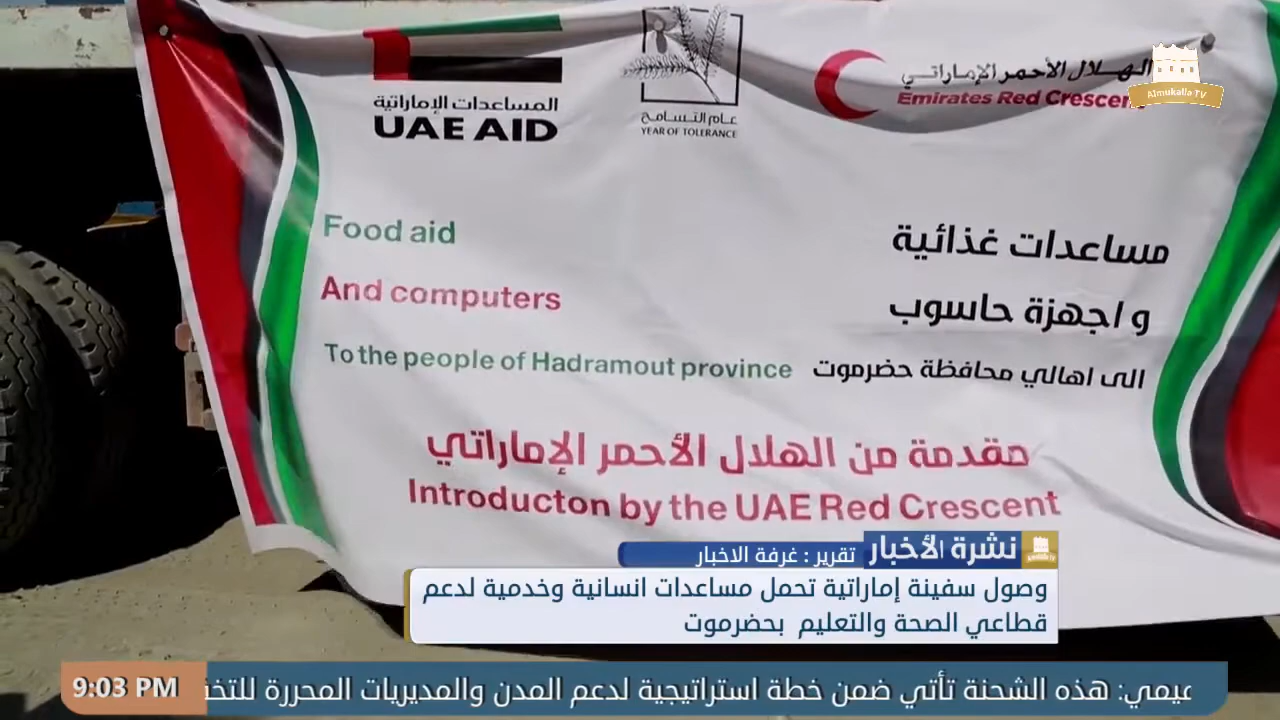 المساعدات الإماراتية
UAE AID
عام التسامح
YEAR OF TOLERANCE
الهلال الأحمر الإماراتي
Emirates Red Crescen
Almukalla TV
Food aid
مساعدات غذائية
And computers
و اجهزة حاسوب
To the people of Hadramout province
الى اهالي محافظة حضرموت
مقدمة من الهلال الأحمر الإماراتي
Introducton by the UAE Red Crescent
نشرة الأخبار
تقرير : غرفة الاخبار
وصول سفينة إماراتية تحمل مساعدات انسانية وخدمية لدعم
قطاعي الصحة والتعليم بحضرموت
9:03 PM
عيمي: هذه الشحنة تأتي ضمن خطة استراتيجية لدعم المدن والمديريات المحررة للتخف